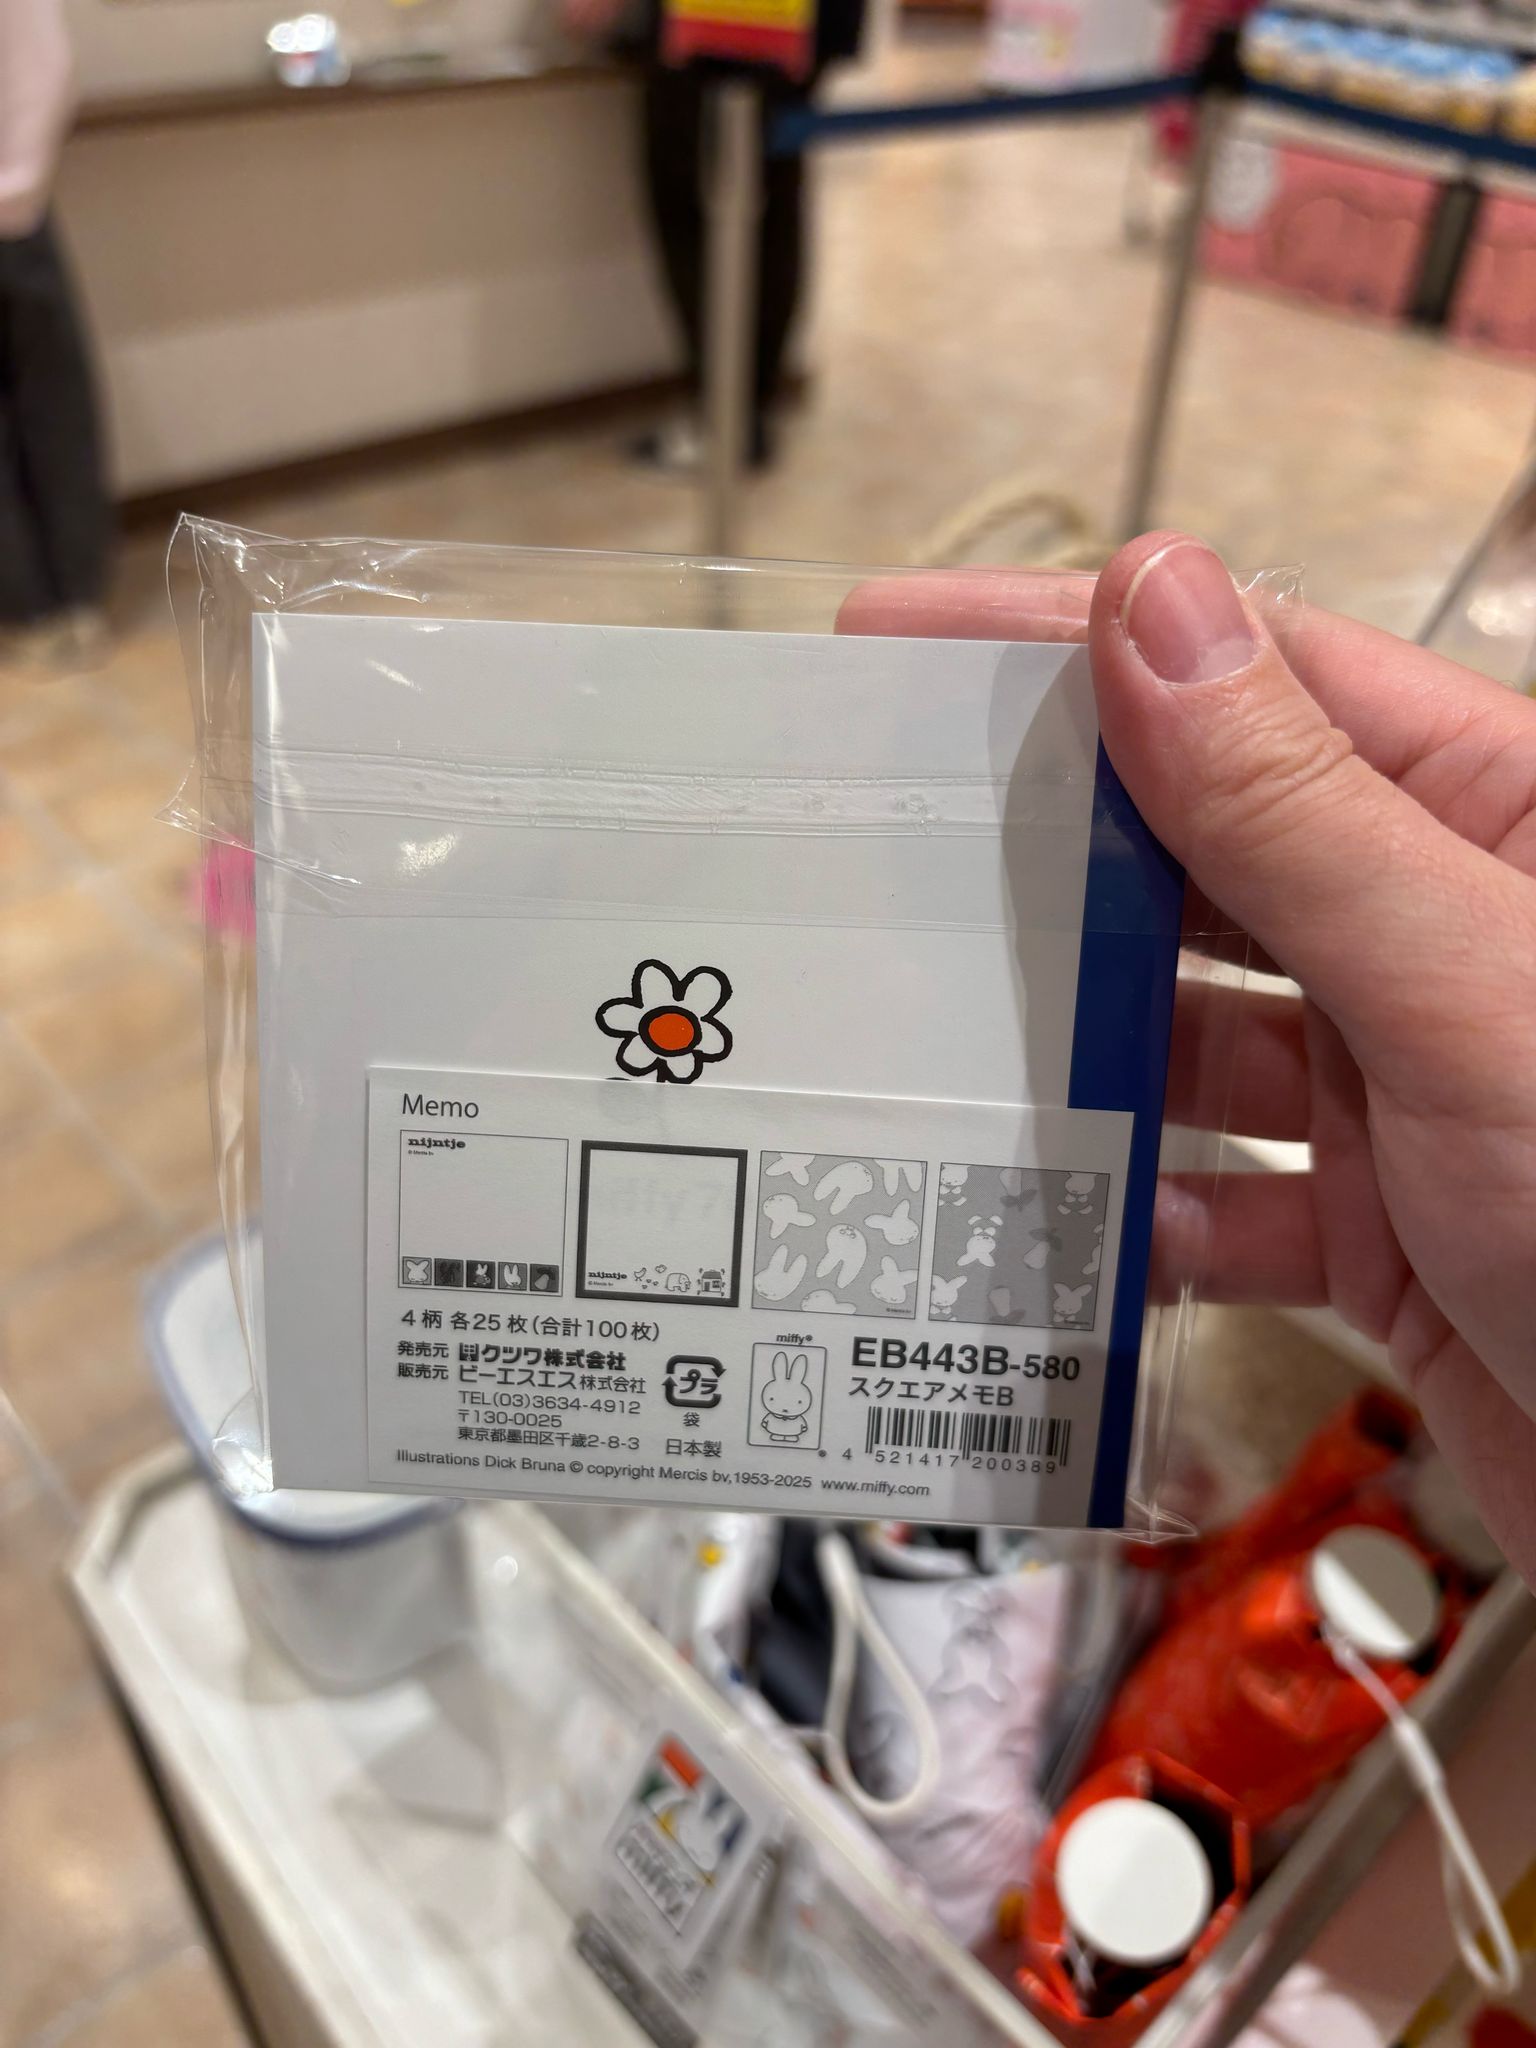 Memo
nijntje
© Mercis bv
nijntje
© Mercis bv
4柄 各25枚(合計100枚)
発売元 クツワ株式会社
販売元 ビーエスエス株式会社
TEL(03)3634-4912
〒130-0025
東京都墨田区千歳2-8-3
プラ
袋
日本製
miffy®
®
EB443B-580
スクエアメモB
4 521417 200389
Illustrations Dick Bruna © copyright Mercis bv,1953-2025 www.miffy.com